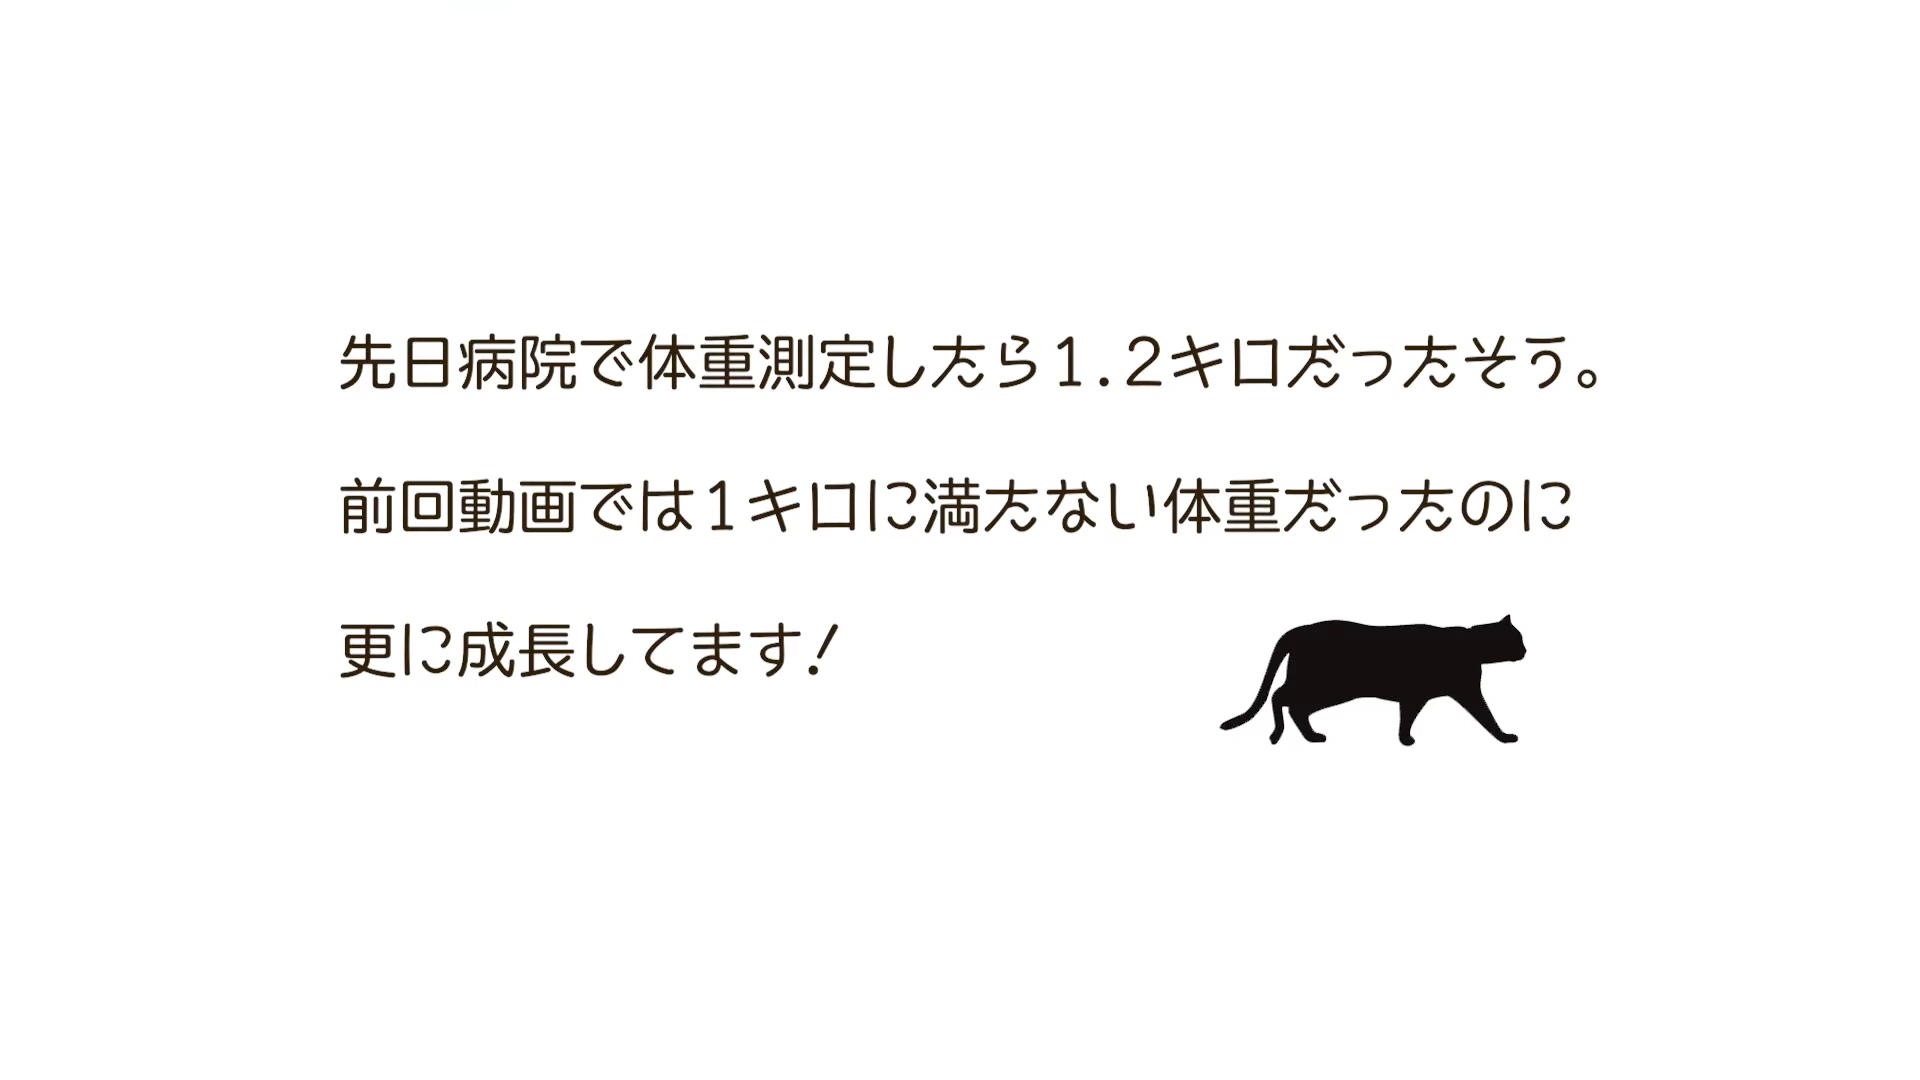 先日病院で体重測定したら１.２キロだったそう。
前回動画では１キロに満たない体重だったのに
更に成長してます！